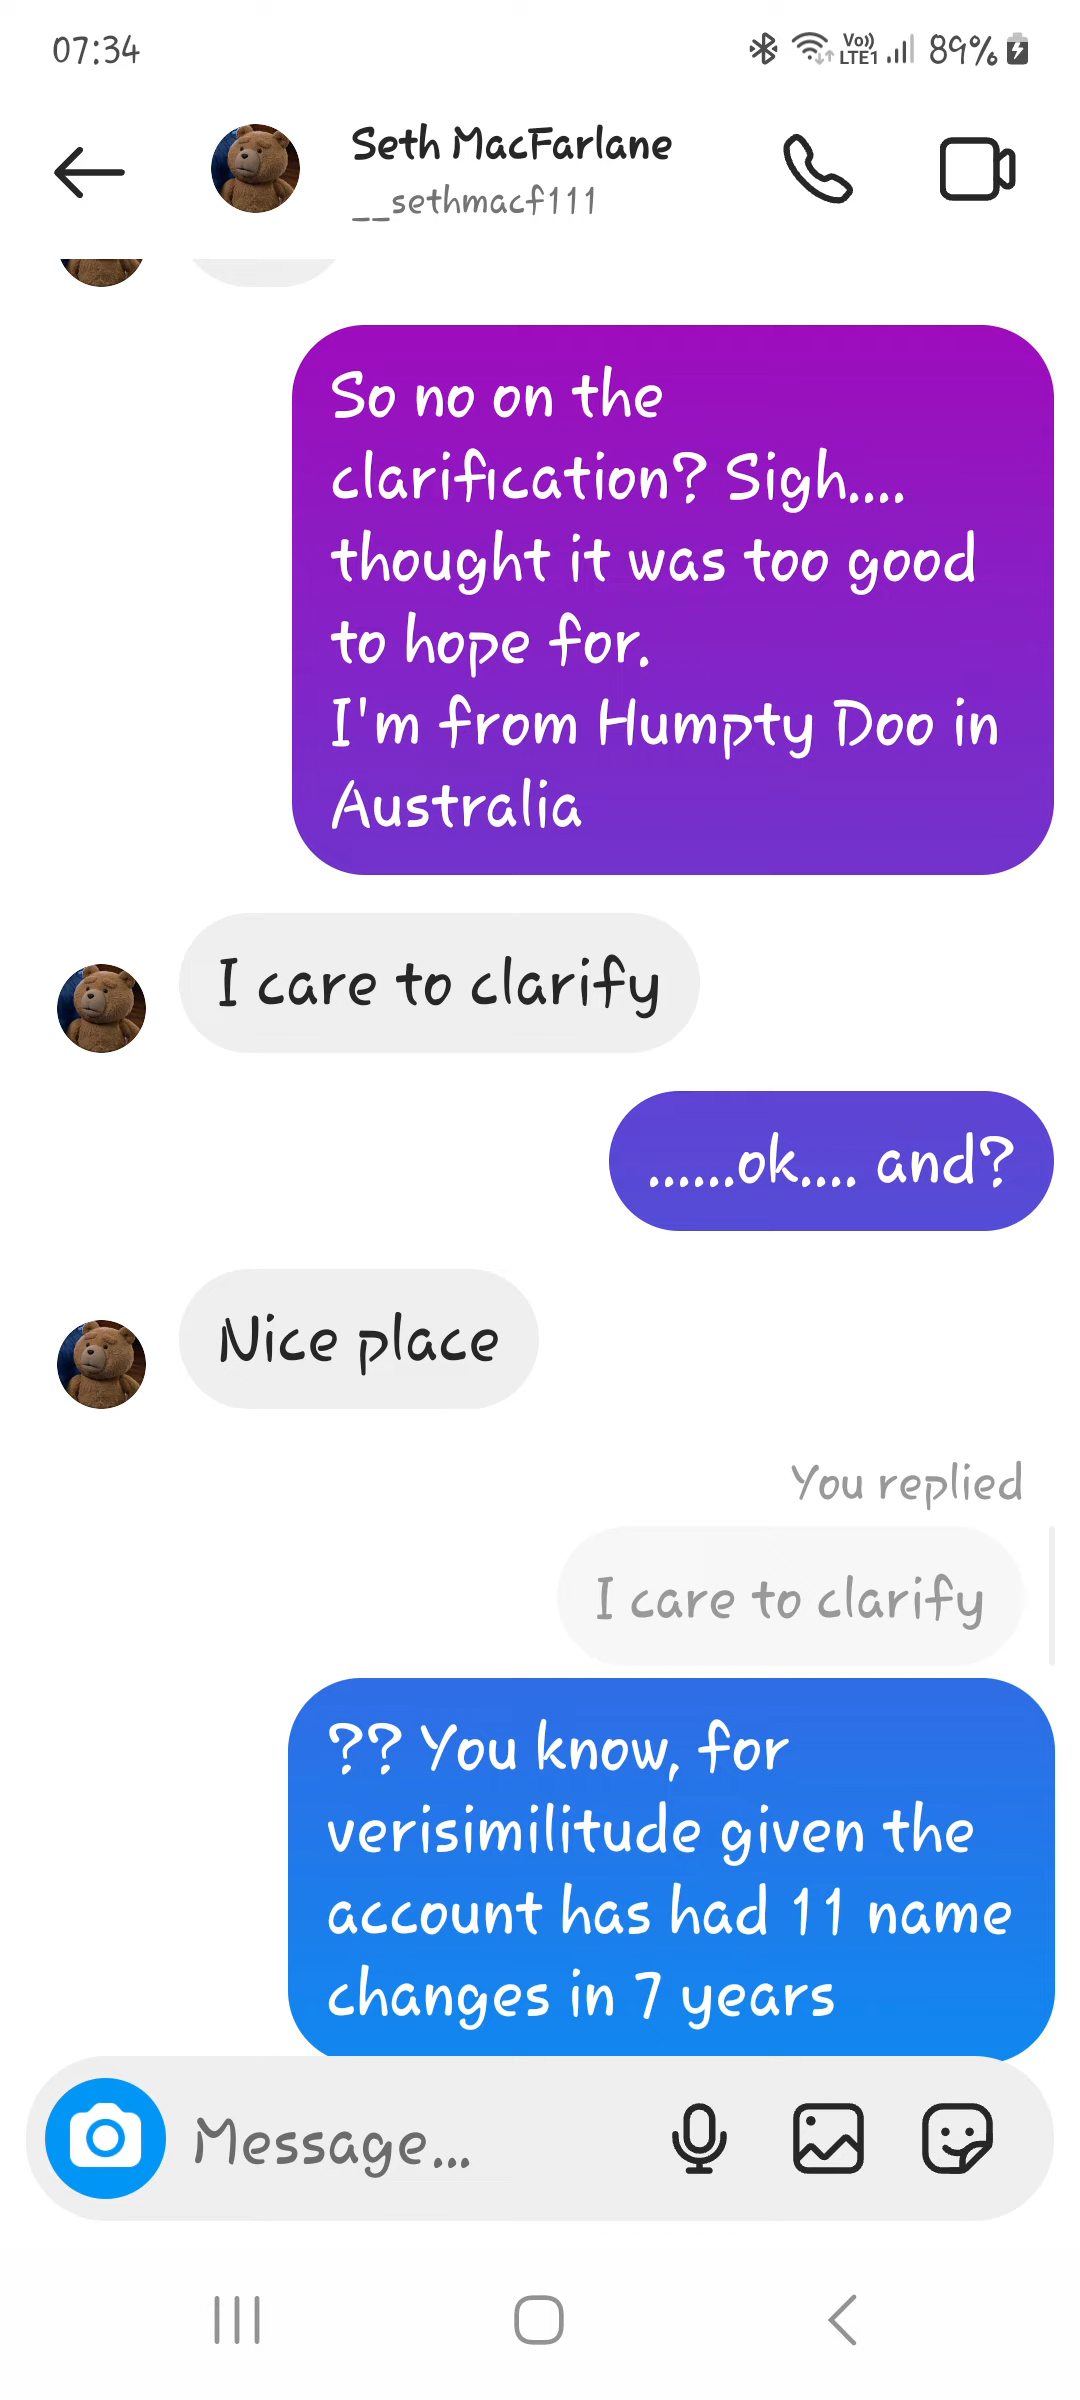 07:34
Vo))
LTE1
89%
Seth MacFarlane
__sethmacf111
So no on the
clarification? Sigh....
thought it was too good
to hope for.
I'm from Humpty Doo in
Australia
I care to clarify
......ok.... and?
Nice place
You replied
I care to clarify
?? You know, for
verisimilitude given the
account has had 11 name
changes in 7 years
Message...